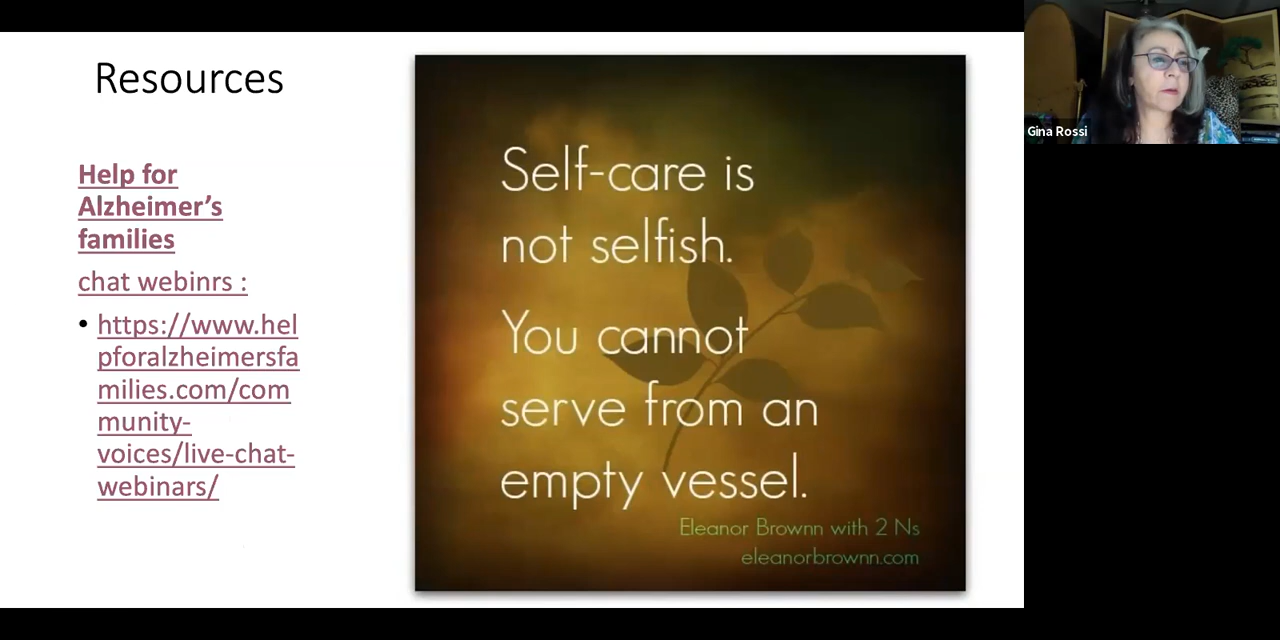 Resources
Help for
Alzheimer’s
families
chat webinrs :
• https://www.hel
pforalzheimersfa
milies.com/com
munity-
voices/live-chat-
webinars/
Self-care is
not selfish.
You cannot
serve from an
empty vessel.
Eleanor Brownn with 2 Ns
eleanorbrownn.com
Gina Rossi